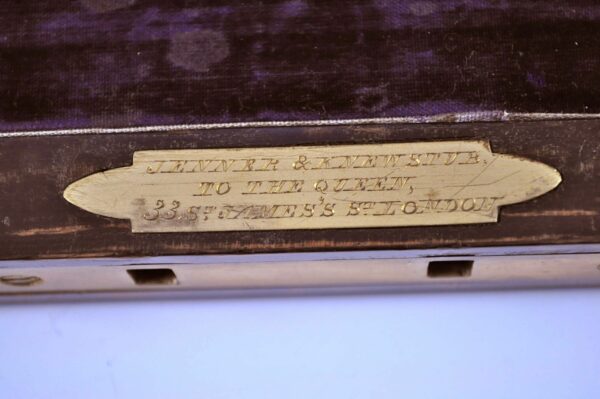 JENNER & KNEWSTUB.
TO THE QUEEN,
33 ST JAMES'S ST LONDON